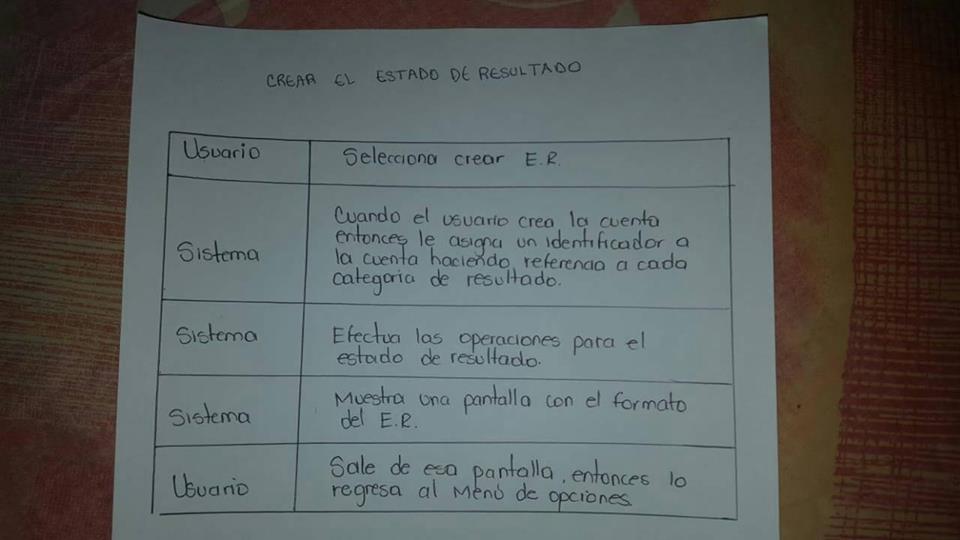 CREAR EL ESTADO DE RESULTADO
Usuario
Selecciona crear E.R.
Sistema
Cuando el usuario crea la cuenta
entonces le asigna un identificador a
la cuenta haciendo referencia a cada
categoria de resultado.
Sistema
Efectua las operaciones para el
estado de resultado.
Sistema
Muestra una pantalla con el formato
del E.R.
Usuario
Sale de esa pantalla, entonces lo
regresa al Menú de opciones